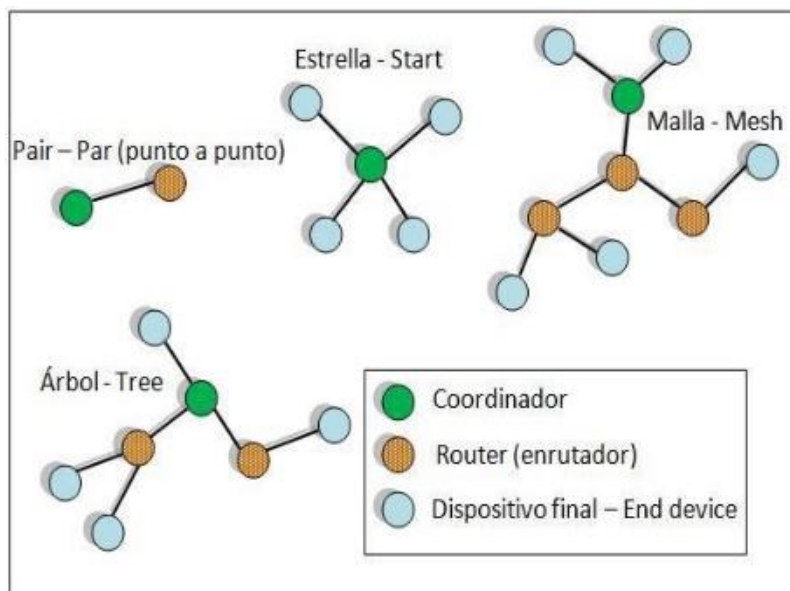 Estrella - Start
Malla - Mesh
Pair – Par (punto a punto)
Árbol - Tree
Coordinador
Router (enrutador)
Dispositivo final – End device